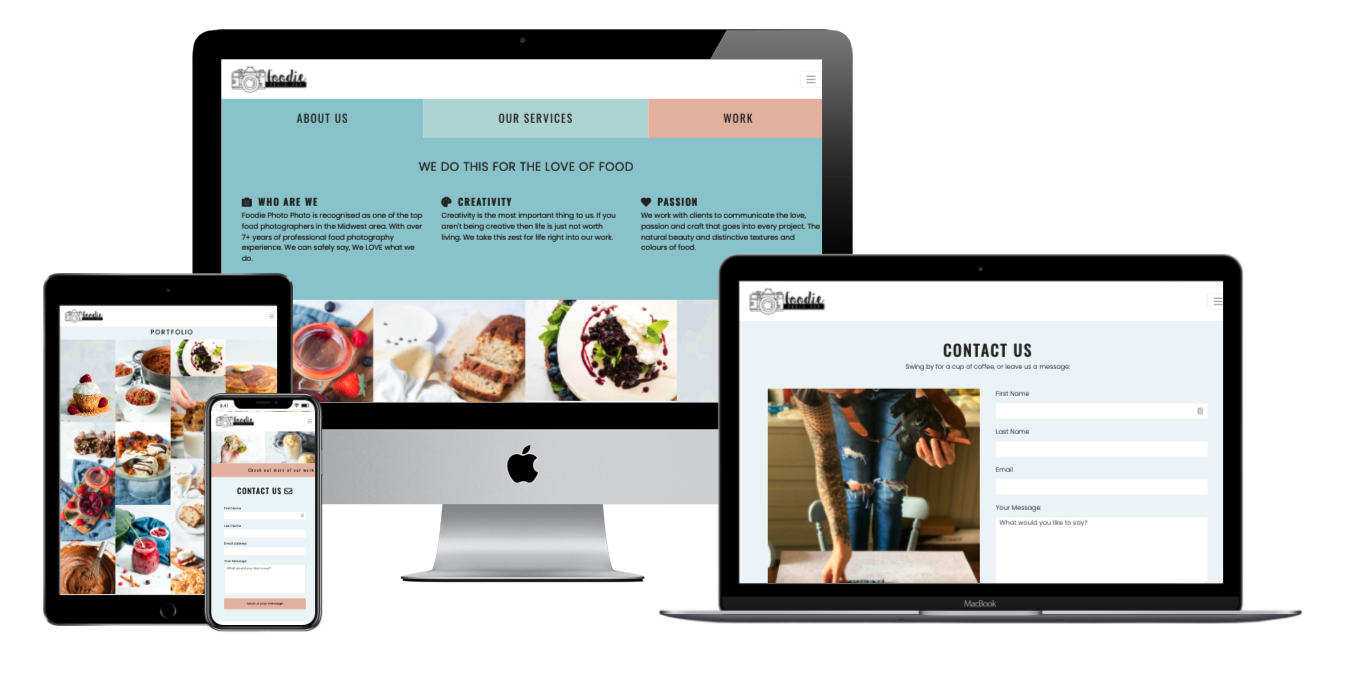 foodie
ABOUT US
OUR SERVICES
WORK
WE DO THIS FOR THE LOVE OF FOOD
WHO ARE WE
Foodie Photo Photo is recognised as one of the top
food photographers in the Midwest area. With over
7+ years of professional food photography
experience. We can safely say, We LOVE what we
do.
CREATIVITY
Creativity is the most important thing to us. If you
aren't being creative then life is just not worth
living. We take this zest for life right into our work.
PASSION
We work with clients to communicate the love,
passion and craft that goes into every project. The
natural beauty and distinctive textures and
colours of food.
foodie
PORTFOLIO
9:41
foodie
Check out more of our work
CONTACT US
First Name
Last Name
Email address
Your Message:
What would you like to say?
Send us your message
foodie
CONTACT US
Swing by for a cup of coffee, or leave us a message:
First Name
Last Name
Email
Your Message:
What would you like to say?
MacBook